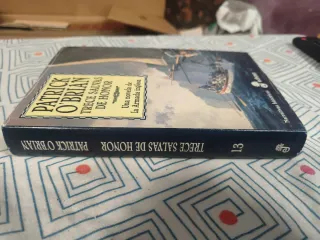 PATRICK
O'BRIAN
TRECE SALVAS
DE HONOR
Una novela de
la Armada inglesa
PATRICK O'BRIAN
TRECE SALVAS DE HONOR
13